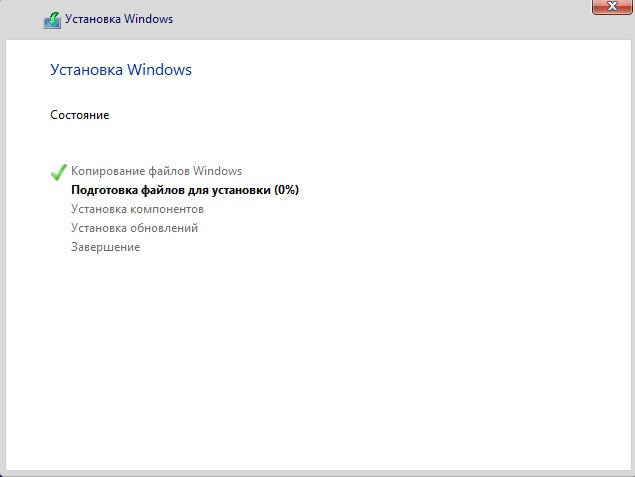 Установка Windows
Установка Windows
Состояние
Копирование файлов Windows
Подготовка файлов для установки (0%)
Установка компонентов
Установка обновлений
Завершение